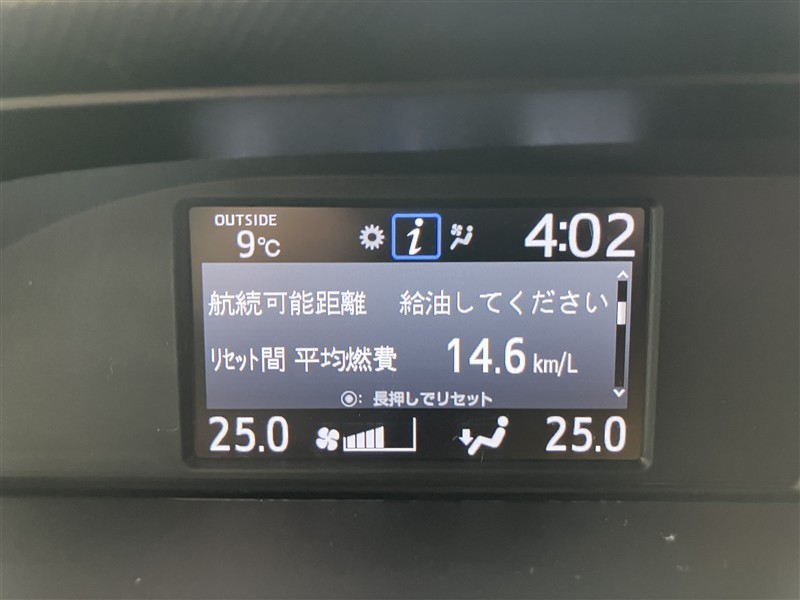 OUTSIDE
9℃
i
4:02
航続可能距離 給油してください
ﾘｾｯﾄ間 平均燃費 14.6 km/L
◉: 長押しでリセット
25.0 25.0